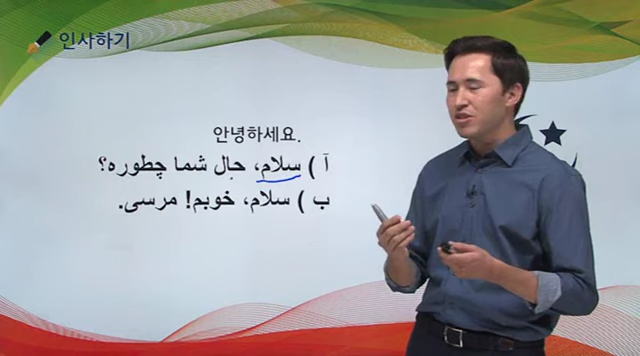 인사하기
안녕하세요.
آ ) سلام، حال شما چطوره؟
ب ) سلام، خوبم! مرسی.